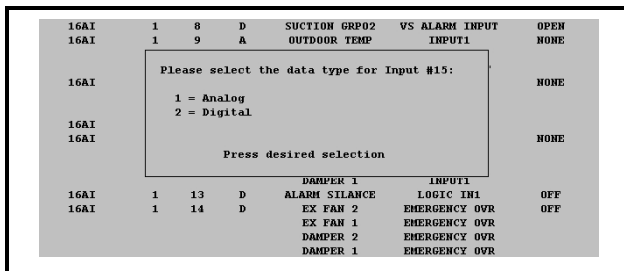 16AI 1 8 D SUCTION GRP02 VS ALARM INPUT OPEN
16AI 1 9 A OUTDOOR TEMP INPUT1 NONE
Please select the data type for Input #15:
16AI NONE
1 = Analog
2 = Digital
16AI
16AI NONE
Press desired selection
DAMPER 1 INPUT1
16AI 1 13 D ALARM SILANCE LOGIC IN1 OFF
16AI 1 14 D EX FAN 2 EMERGENCY OVR OFF
EX FAN 1 EMERGENCY OVR
DAMPER 2 EMERGENCY OVR
DAMPER 1 EMERGENCY OVR